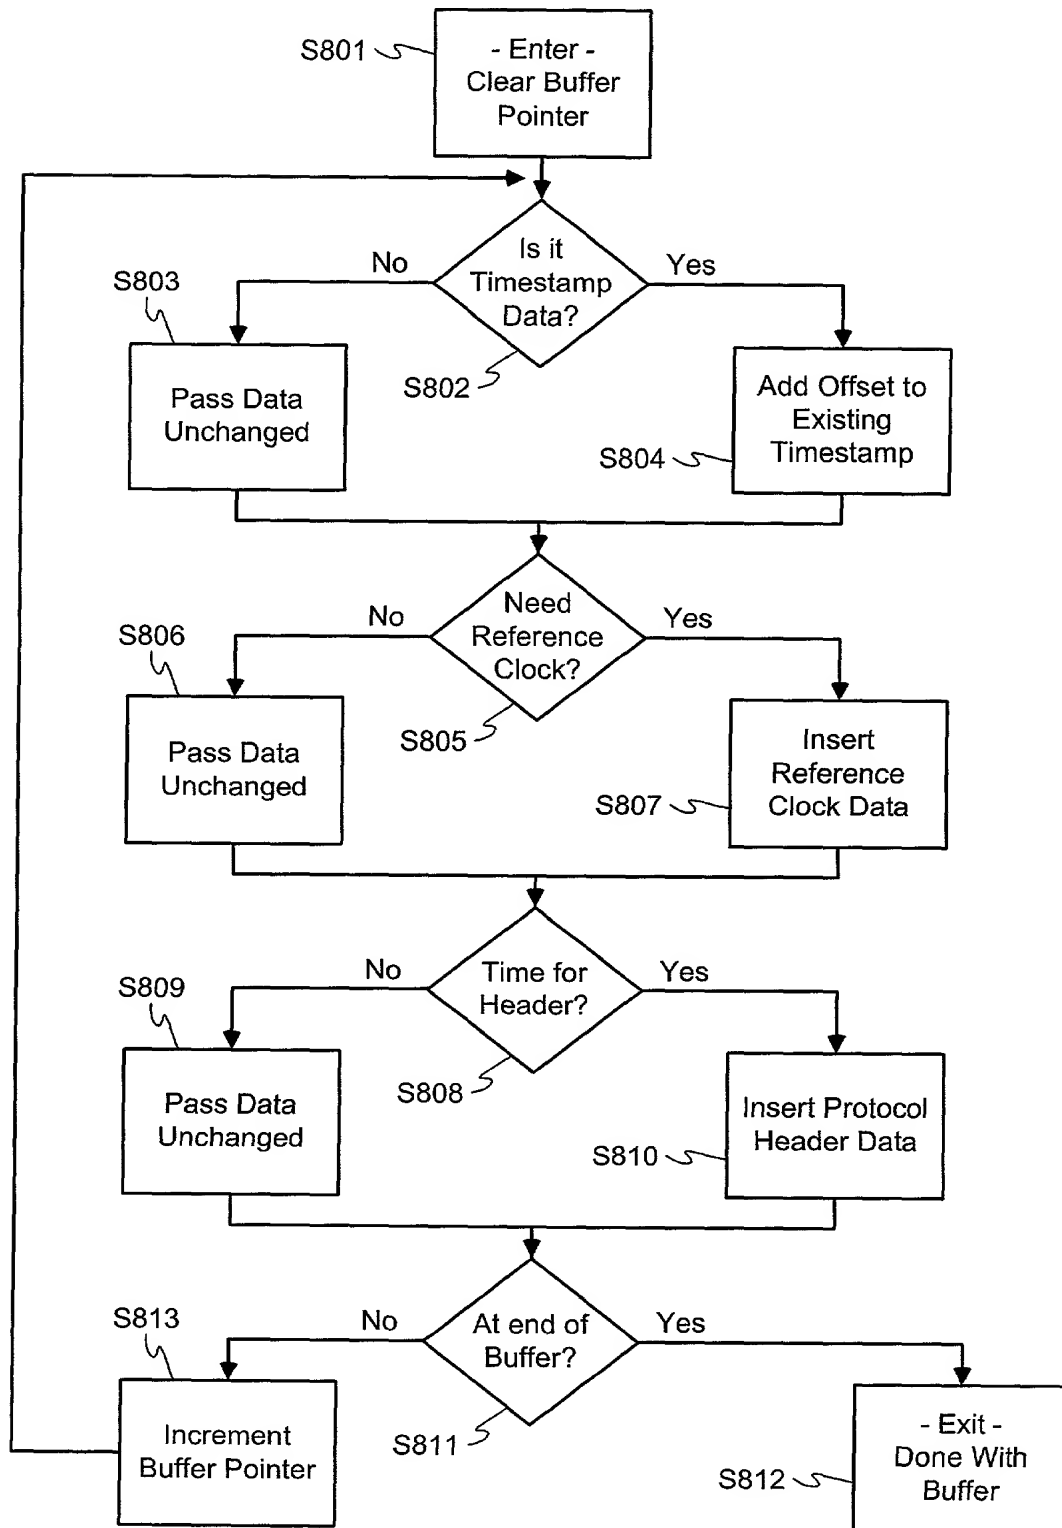 S801
- Enter -
Clear Buffer
Pointer
Is it
Timestamp
Data?
No
Yes
S802
S803
Pass Data
Unchanged
Add Offset to
Existing
Timestamp
S804
Need
Reference
Clock?
No
Yes
S805
S806
Pass Data
Unchanged
Insert
Reference
Clock Data
S807
Time for
Header?
No
Yes
S808
S809
Pass Data
Unchanged
Insert Protocol
Header Data
S810
At end of
Buffer?
No
Yes
S811
S813
Increment
Buffer Pointer
- Exit -
Done With
Buffer
S812